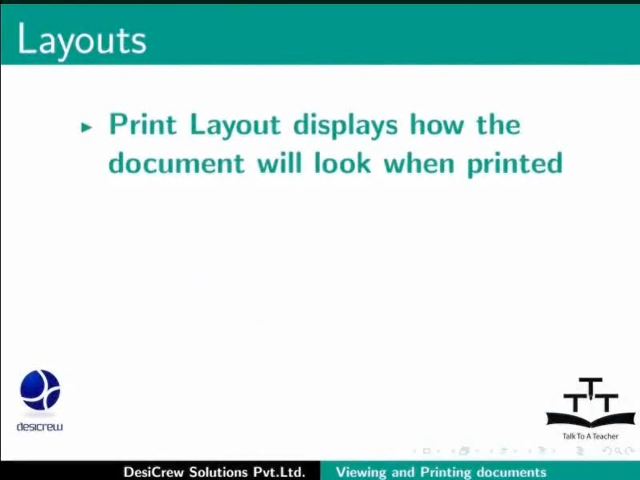 Layouts
Print Layout displays how the
document will look when printed
desicrew
T T T
Talk To A Teacher
DesiCrew Solutions Pvt.Ltd. Viewing and Printing documents